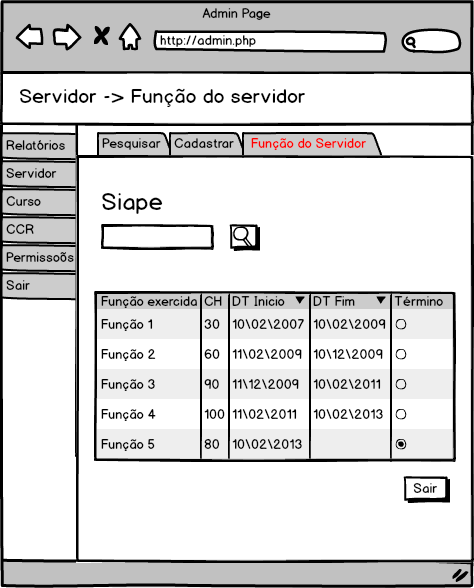 Admin Page
http://admin.php
Servidor -> Função do servidor
Relatórios
Servidor
Curso
CCR
Permissoõs
Sair
Pesquisar Cadastrar Função do Servidor
Siape
Função exercida CH DT Inicio DT Fim Término
Função 1 30 10\02\2007 10\02\2009
Função 2 60 11\02\2009 10\12\2009
Função 3 90 11\12\2009 10\02\2011
Função 4 100 11\02\2011 10\02\2013
Função 5 80 10\02\2013
Sair